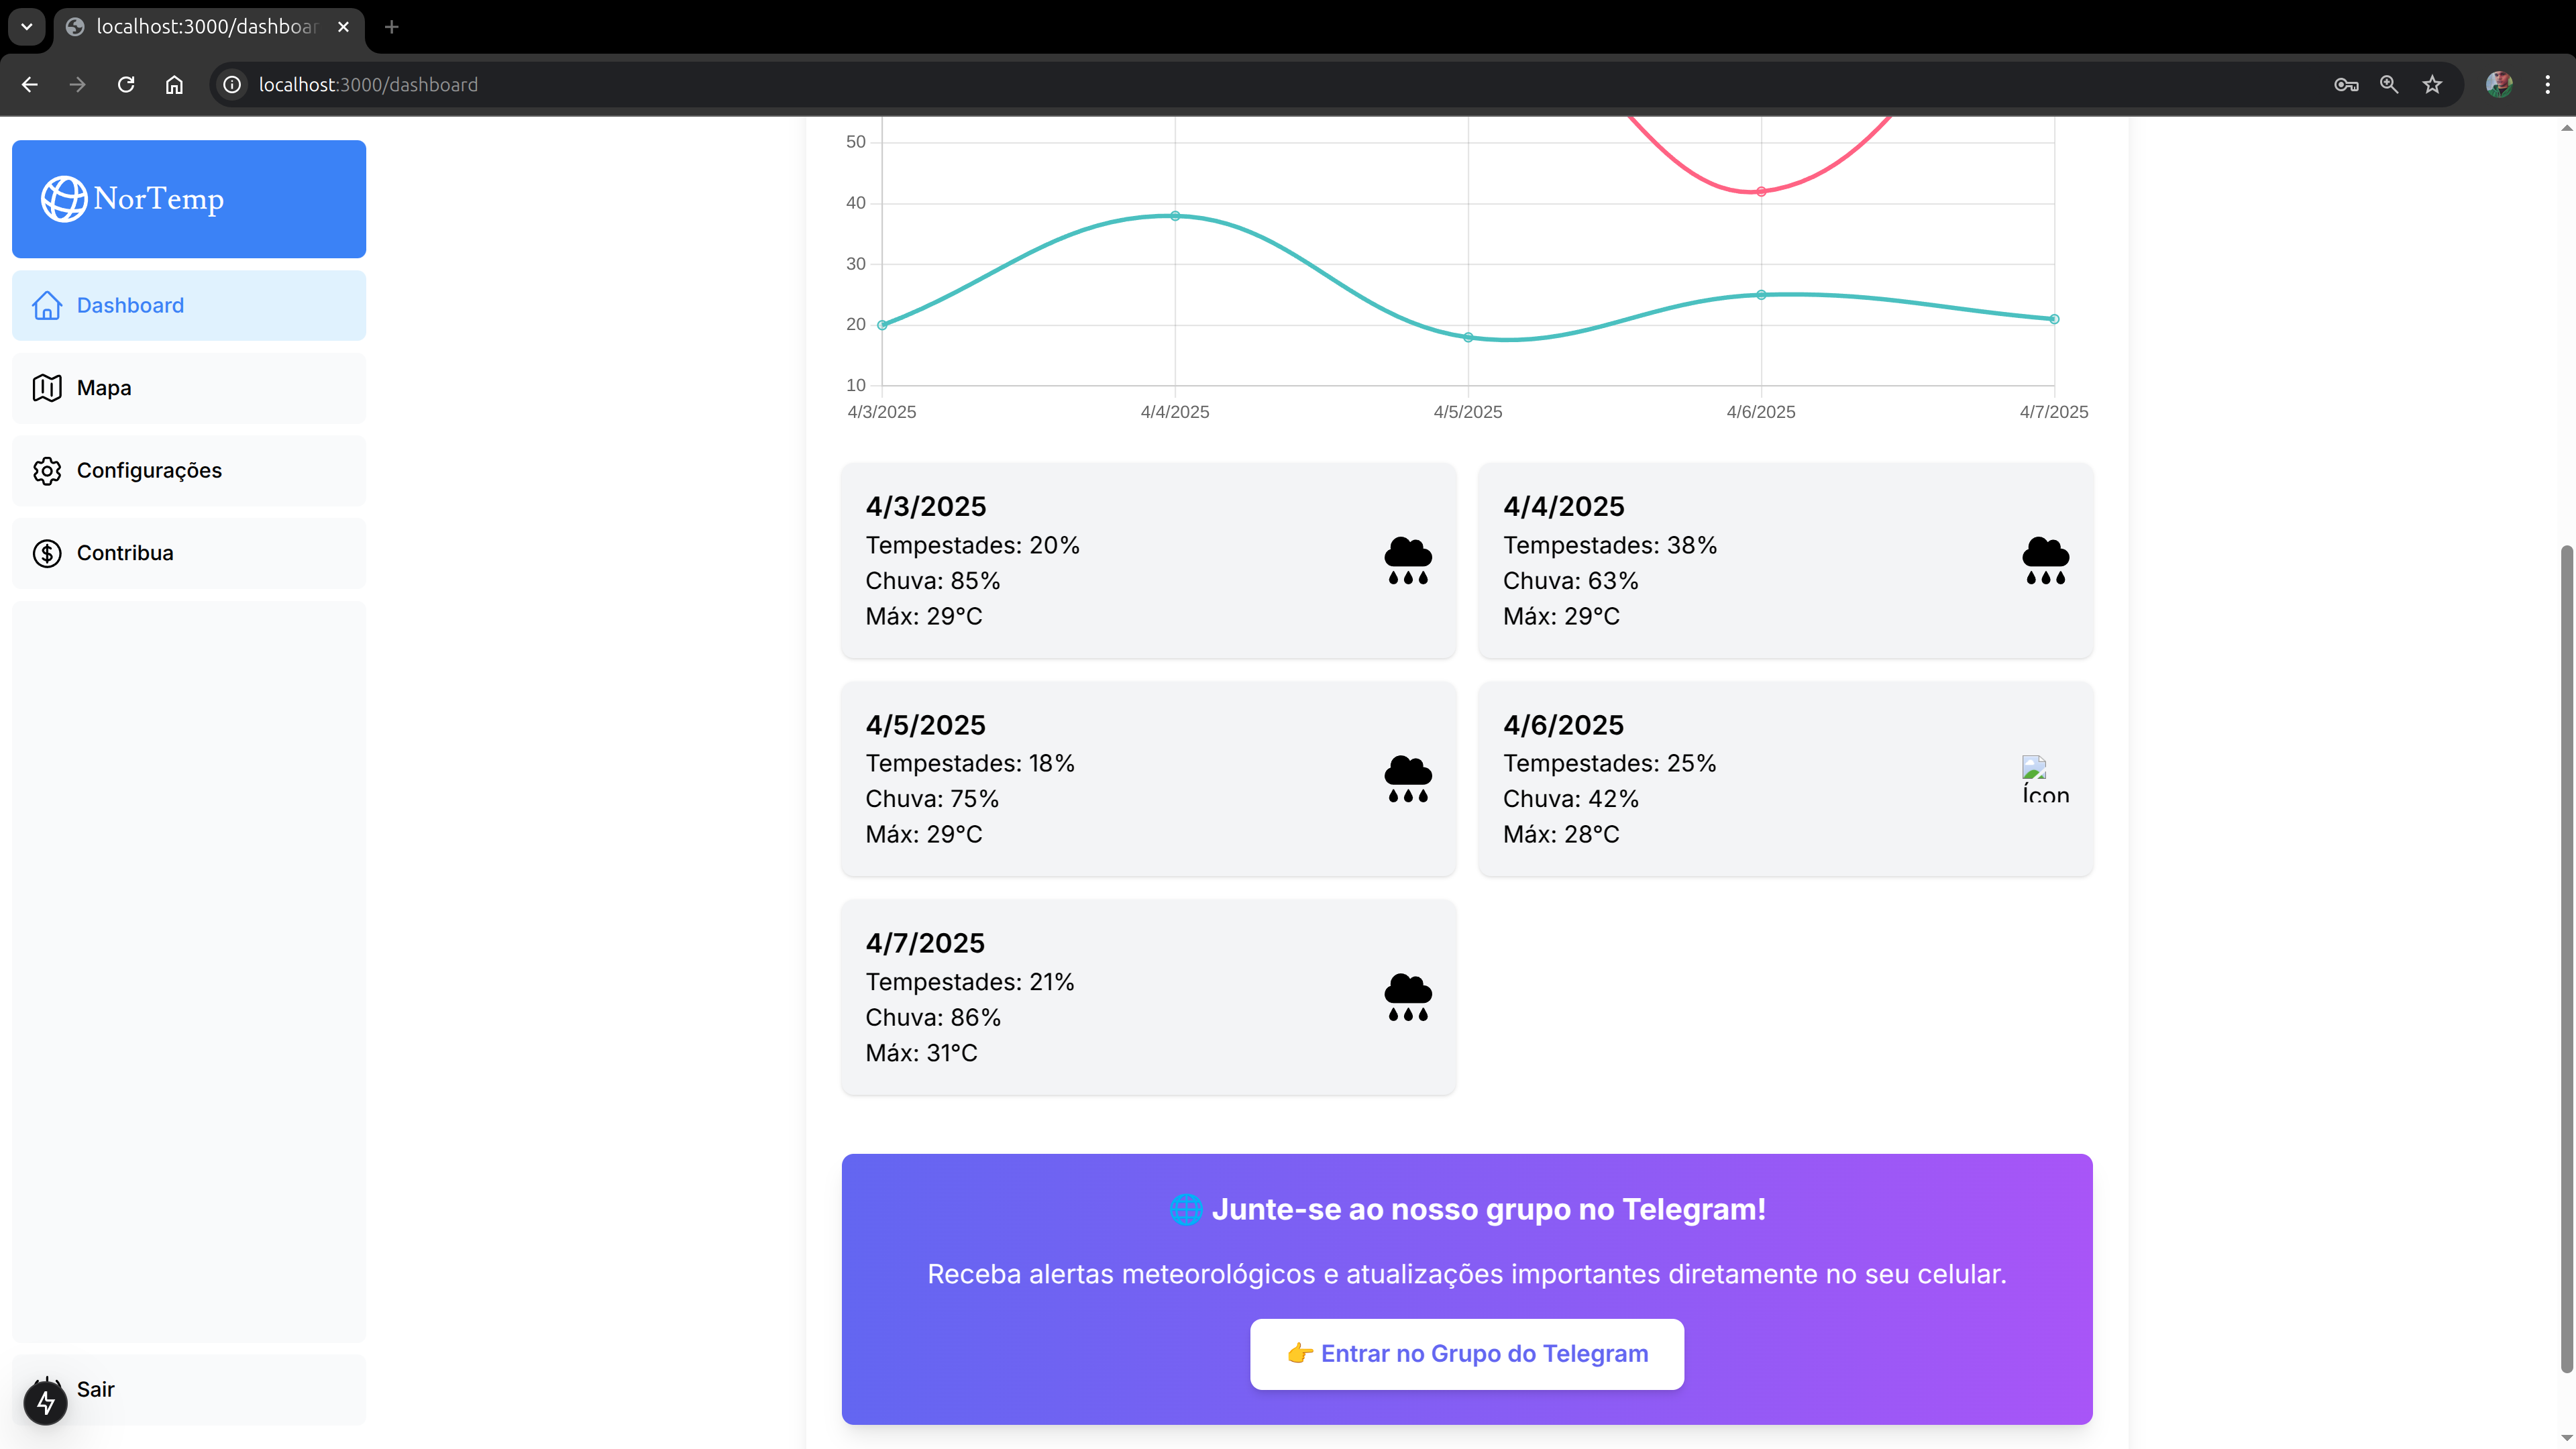 localhost:3000/dashboar
localhost:3000/dashboard
NorTemp
Dashboard
Mapa
Configurações
Contribua
Sair
50
40
30
20
10
4/3/2025
4/4/2025
4/5/2025
4/6/2025
4/7/2025
4/3/2025
Tempestades: 20%
Chuva: 85%
Máx: 29°C
4/4/2025
Tempestades: 38%
Chuva: 63%
Máx: 29°C
4/5/2025
Tempestades: 18%
Chuva: 75%
Máx: 29°C
4/6/2025
Tempestades: 25%
Chuva: 42%
Máx: 28°C
Ícon
4/7/2025
Tempestades: 21%
Chuva: 86%
Máx: 31°C
🌐 Junte-se ao nosso grupo no Telegram!
Receba alertas meteorológicos e atualizações importantes diretamente no seu celular.
👉 Entrar no Grupo do Telegram